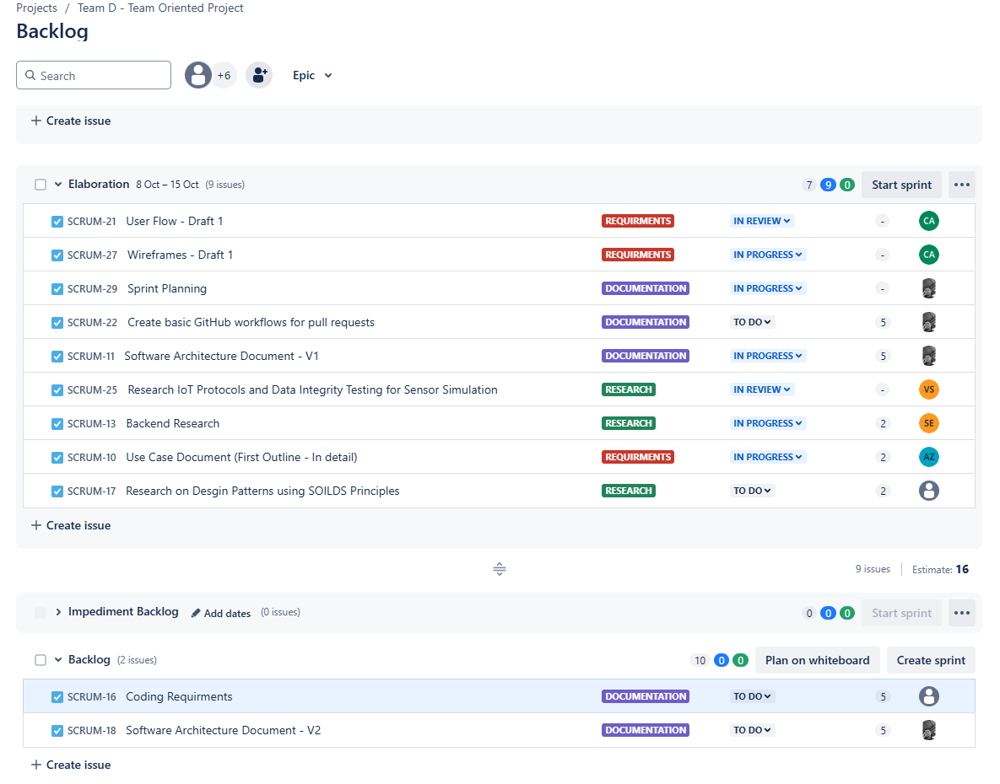 Projects / Team D - Team Oriented Project
Backlog
Search +6 Epic
Create issue
Elaboration 8 Oct – 15 Oct (9 issues) 7 9 0 Start sprint
SCRUM-21 User Flow - Draft 1 REQUIRMENTS IN REVIEW - CA
SCRUM-27 Wireframes - Draft 1 REQUIRMENTS IN PROGRESS - CA
SCRUM-29 Sprint Planning DOCUMENTATION IN PROGRESS -
SCRUM-22 Create basic GitHub workflows for pull requests DOCUMENTATION TO DO 5
SCRUM-11 Software Architecture Document - V1 DOCUMENTATION IN PROGRESS 5
SCRUM-25 Research IoT Protocols and Data Integrity Testing for Sensor Simulation RESEARCH IN REVIEW - VS
SCRUM-13 Backend Research RESEARCH IN PROGRESS 2 SE
SCRUM-10 Use Case Document (First Outline - In detail) REQUIRMENTS IN PROGRESS 2 AZ
SCRUM-17 Research on Desgin Patterns using SOILDS Principles RESEARCH TO DO 2
Create issue
9 issues Estimate: 16
Impediment Backlog Add dates (0 issues) 0 0 0 Start sprint
Backlog (2 issues) 10 0 0 Plan on whiteboard Create sprint
SCRUM-16 Coding Requirments DOCUMENTATION TO DO 5
SCRUM-18 Software Architecture Document - V2 DOCUMENTATION TO DO 5
Create issue